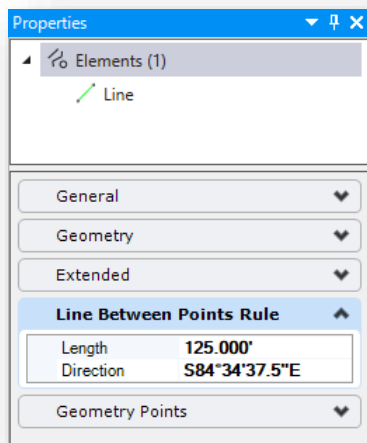 Properties
Elements (1)
Line
General
Geometry
Extended
Line Between Points Rule
Length 125.000'
Direction S84°34'37.5"E
Geometry Points